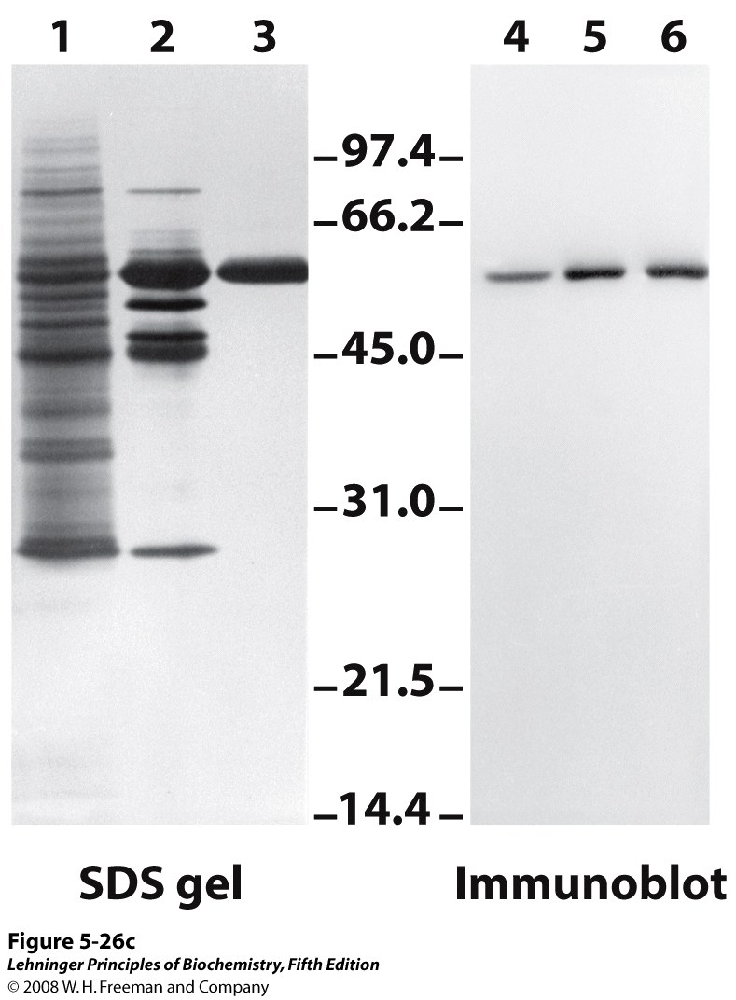 1 2 3 4 5 6
–97.4–
–66.2–
–45.0–
–31.0–
–21.5–
–14.4–
SDS gel Immunoblot
Figure 5-26c
Lehninger Principles of Biochemistry, Fifth Edition
© 2008 W. H. Freeman and Company